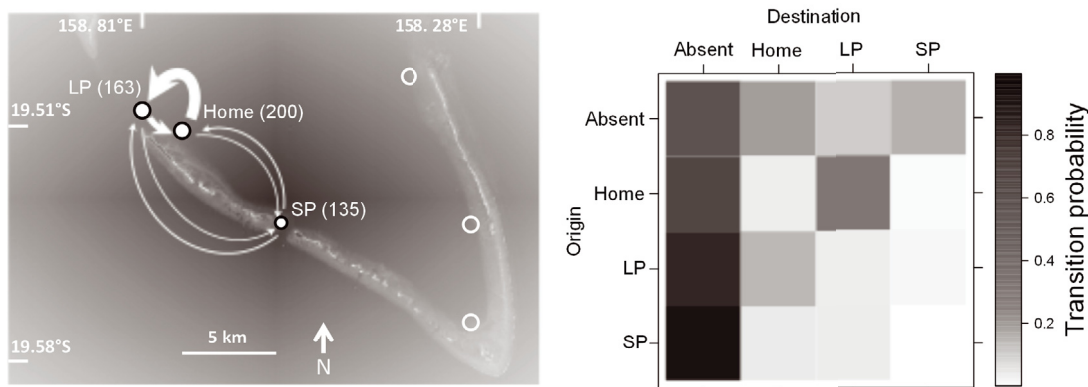 158. 81°E
158. 28°E
LP (163)
19.51°S
Home (200)
SP (135)
5 km
N
19.58°S
Destination
Absent Home LP SP
Origin
Absent
Home
LP
SP
0.8
0.6
0.4
0.2
Transition probability